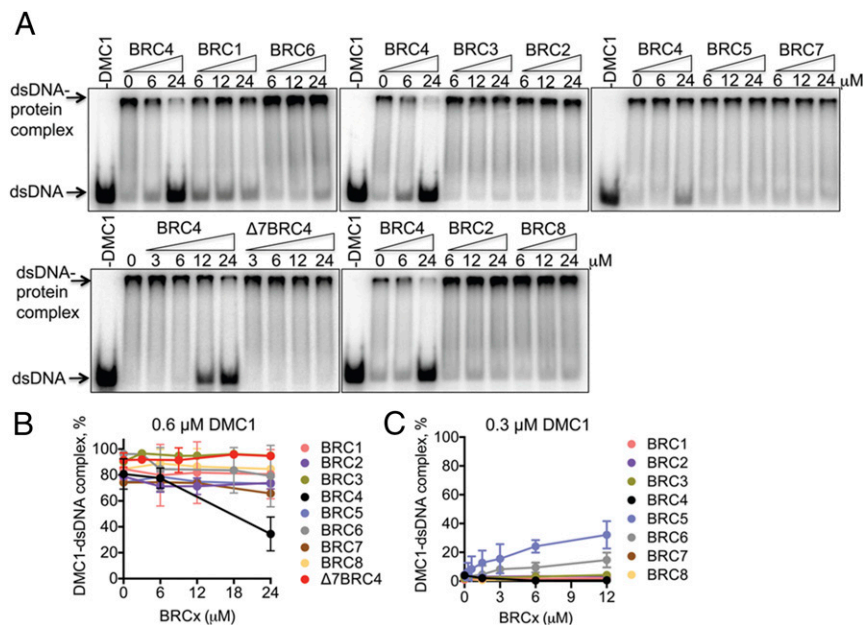 A
-DMC1 BRC4 BRC1 BRC6 -DMC1 BRC4 BRC3 BRC2 -DMC1 BRC4 BRC5 BRC7
0 6 24 6 12 24 6 12 24 0 6 24 6 12 24 6 12 24 0 6 24 6 12 24 6 12 24 μM
dsDNA-
protein
complex
dsDNA
-DMC1 BRC4 Δ7BRC4 -DMC1 BRC4 BRC2 BRC8
0 3 6 12 24 3 6 12 24 0 6 24 6 12 24 6 12 24 μM
dsDNA-
protein
complex
dsDNA
B
0.6 μM DMC1
DMC1-dsDNA complex, %
100
80
60
40
20
0
0 6 12 18 24
BRCx (μM)
BRC1
BRC2
BRC3
BRC4
BRC5
BRC6
BRC7
BRC8
Δ7BRC4
C
0.3 μM DMC1
DMC1-dsDNA complex, %
100
80
60
40
20
0
0 3 6 9 12
BRCx (μM)
BRC1
BRC2
BRC3
BRC4
BRC5
BRC6
BRC7
BRC8